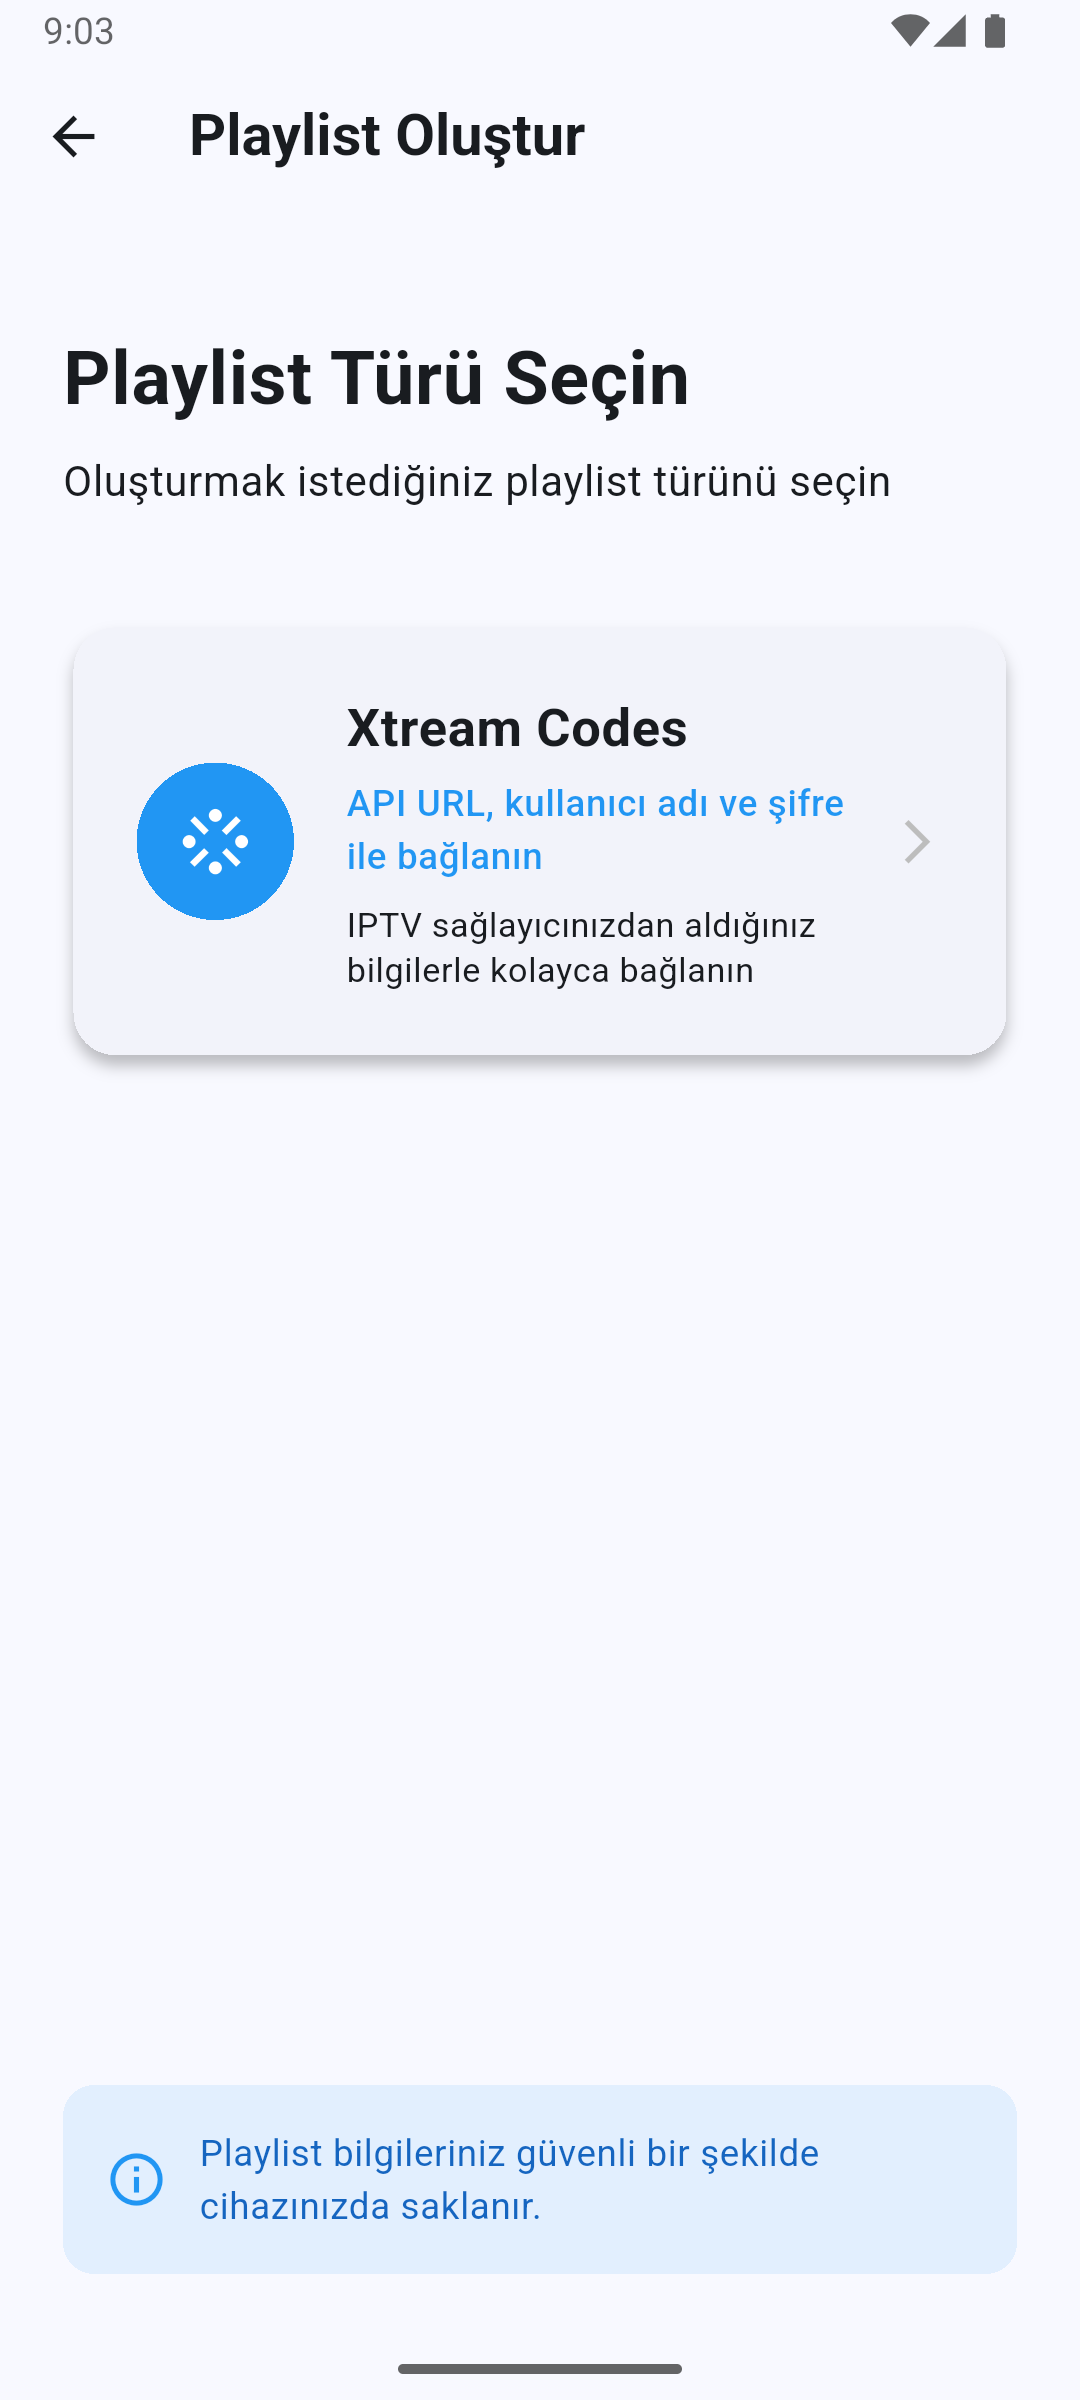 9:03
Playlist Oluştur
Playlist Türü Seçin
Oluşturmak istediğiniz playlist türünü seçin
Xtream Codes
API URL, kullanıcı adı ve şifre
ile bağlanın
IPTV sağlayıcınızdan aldığınız
bilgilerle kolayca bağlanın
Playlist bilgileriniz güvenli bir şekilde
cihazınızda saklanır.